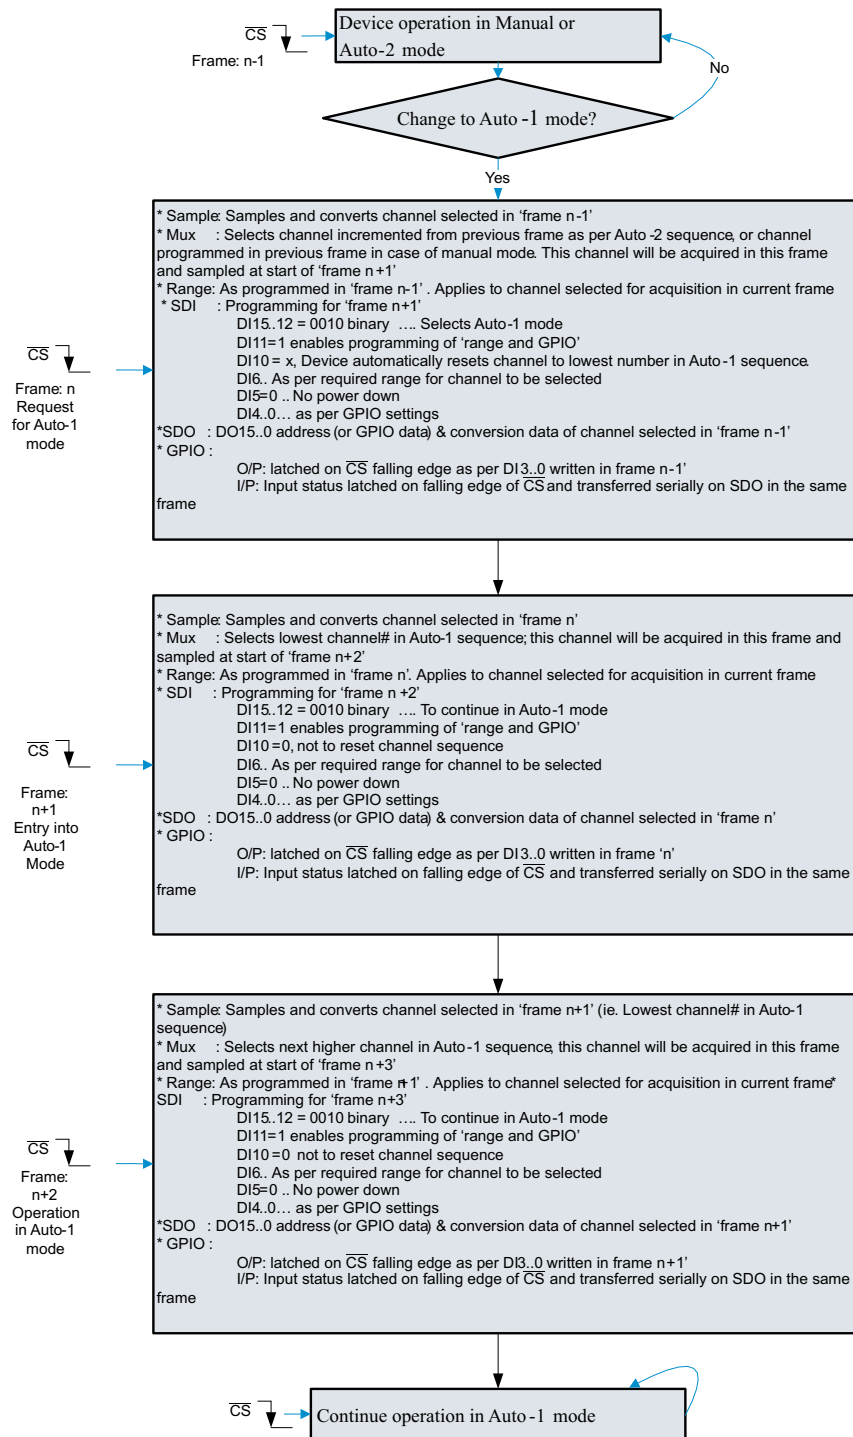 Device operation in Manual or
Auto-2 mode
CS
Frame: n-1
No
Change to Auto -1 mode?
Yes
* Sample: Samples and converts channel selected in ‘frame n-1’
* Mux : Selects channel incremented from previous frame as per Auto -2 sequence, or channel
programmed in previous frame in case of manual mode. This channel will be acquired in this frame
and sampled at start of ‘frame n+1’
* Range: As programmed in ‘frame n-1’ . Applies to channel selected for acquisition in current frame
* SDI : Programming for ‘frame n+1’
DI15..12 = 0010 binary …. Selects Auto-1 mode
DI11=1 enables programming of ‘range and GPIO’
DI10 = x, Device automatically resets channel to lowest number in Auto-1 sequence.
DI6.. As per required range for channel to be selected
DI5=0 .. No power down
DI4..0… as per GPIO settings
*SDO : DO15..0 address (or GPIO data) & conversion data of channel selected in ‘frame n-1’
* GPIO :
O/P: latched on CS falling edge as per DI3..0 written in frame n-1’
I/P: Input status latched on falling edge of CS and transferred serially on SDO in the same
frame
CS
Frame: n
Request
for Auto-1
mode
* Sample: Samples and converts channel selected in ‘frame n’
* Mux : Selects lowest channel# in Auto-1 sequence; this channel will be acquired in this frame and
sampled at start of ‘frame n+2’
* Range: As programmed in ‘frame n’. Applies to channel selected for acquisition in current frame
* SDI : Programming for ‘frame n +2’
DI15..12 = 0010 binary …. To continue in Auto-1 mode
DI11=1 enables programming of ‘range and GPIO’
DI10 =0, not to reset channel sequence
DI6.. As per required range for channel to be selected
DI5=0 .. No power down
DI4..0… as per GPIO settings
*SDO : DO15..0 address (or GPIO data) & conversion data of channel selected in ‘frame n’
* GPIO :
O/P: latched on CS falling edge as per DI3..0 written in frame ‘n’
I/P: Input status latched on falling edge of CS and transferred serially on SDO in the same
frame
CS
Frame:
n+1
Entry into
Auto-1
Mode
* Sample: Samples and converts channel selected in ‘frame n+1’ (ie. Lowest channel# in Auto-1
sequence)
* Mux : Selects next higher channel in Auto-1 sequence, this channel will be acquired in this frame
and sampled at start of ‘frame n+3’
* Range: As programmed in ‘frame n+1’ . Applies to channel selected for acquisition in current frame*
SDI : Programming for ‘frame n+3’
DI15..12 = 0010 binary …. To continue in Auto-1 mode
DI11=1 enables programming of ‘range and GPIO’
DI10 =0 not to reset channel sequence
DI6.. As per required range for channel to be selected
DI5=0 .. No power down
DI4..0… as per GPIO settings
*SDO : DO15..0 address (or GPIO data) & conversion data of channel selected in ‘frame n+1’
* GPIO :
O/P: latched on CS falling edge as per DI3..0 written in frame n+1’
I/P: Input status latched on falling edge of CS and transferred serially on SDO in the same
frame
CS
Frame:
n+2
Operation
in Auto-1
mode
CS
Continue operation in Auto -1 mode